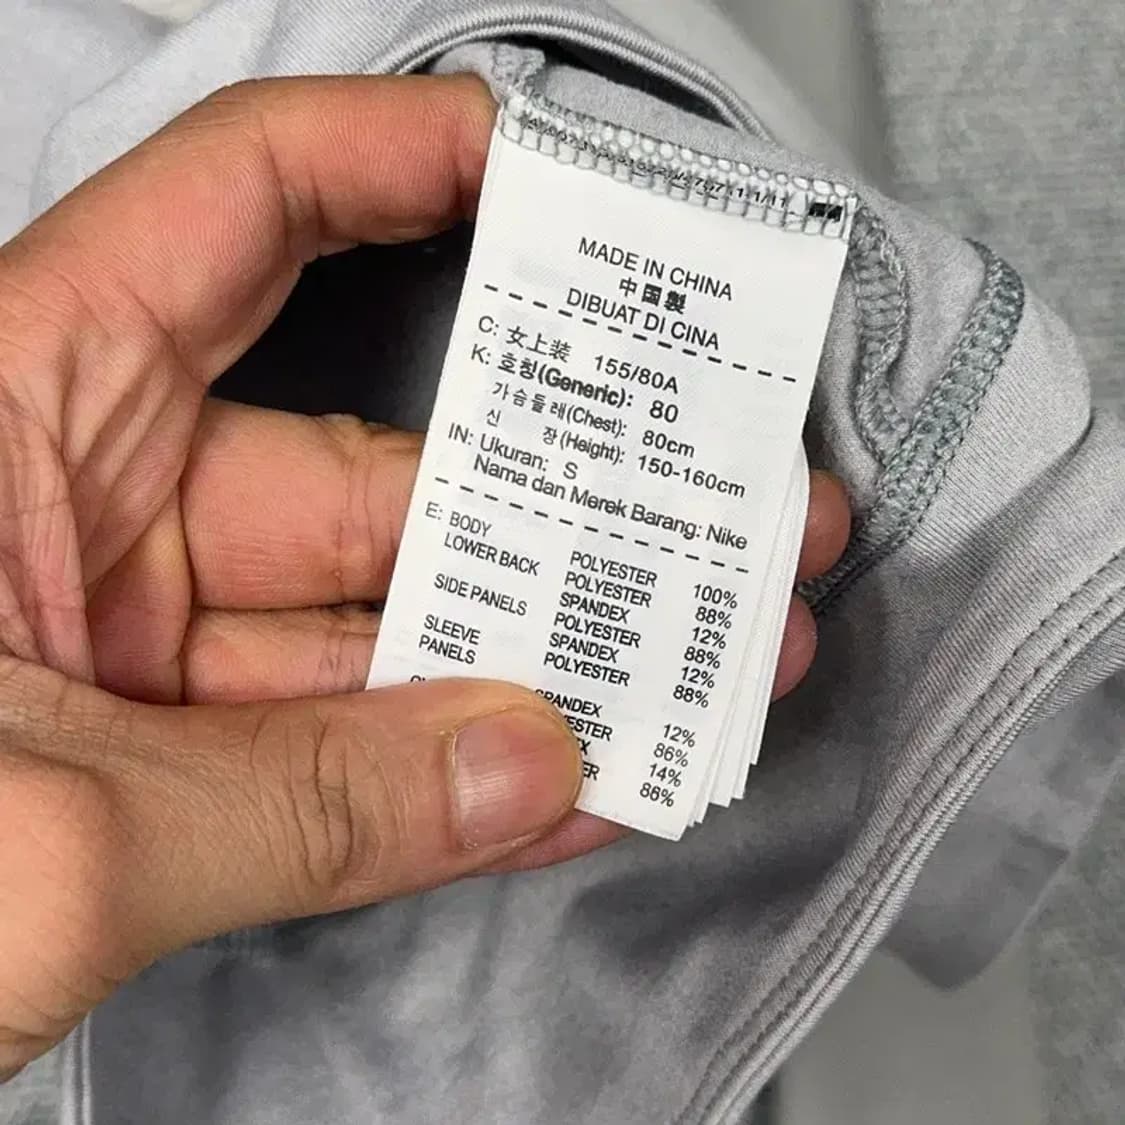 MADE IN CHINA
中国製
DIBUAT DI CINA
C: 女上装 155/80A
K: 호칭(Generic): 80
가슴둘레(Chest): 80cm
신 장(Height): 150-160cm
IN: Ukuran: S
Nama dan Merek Barang: Nike
E: BODY POLYESTER 100%
LOWER BACK POLYESTER 88%
SPANDEX 12%
SIDE PANELS POLYESTER 88%
SPANDEX 12%
SLEEVE POLYESTER 88%
PANELS
SPANDEX 12%
86%
14%
86%